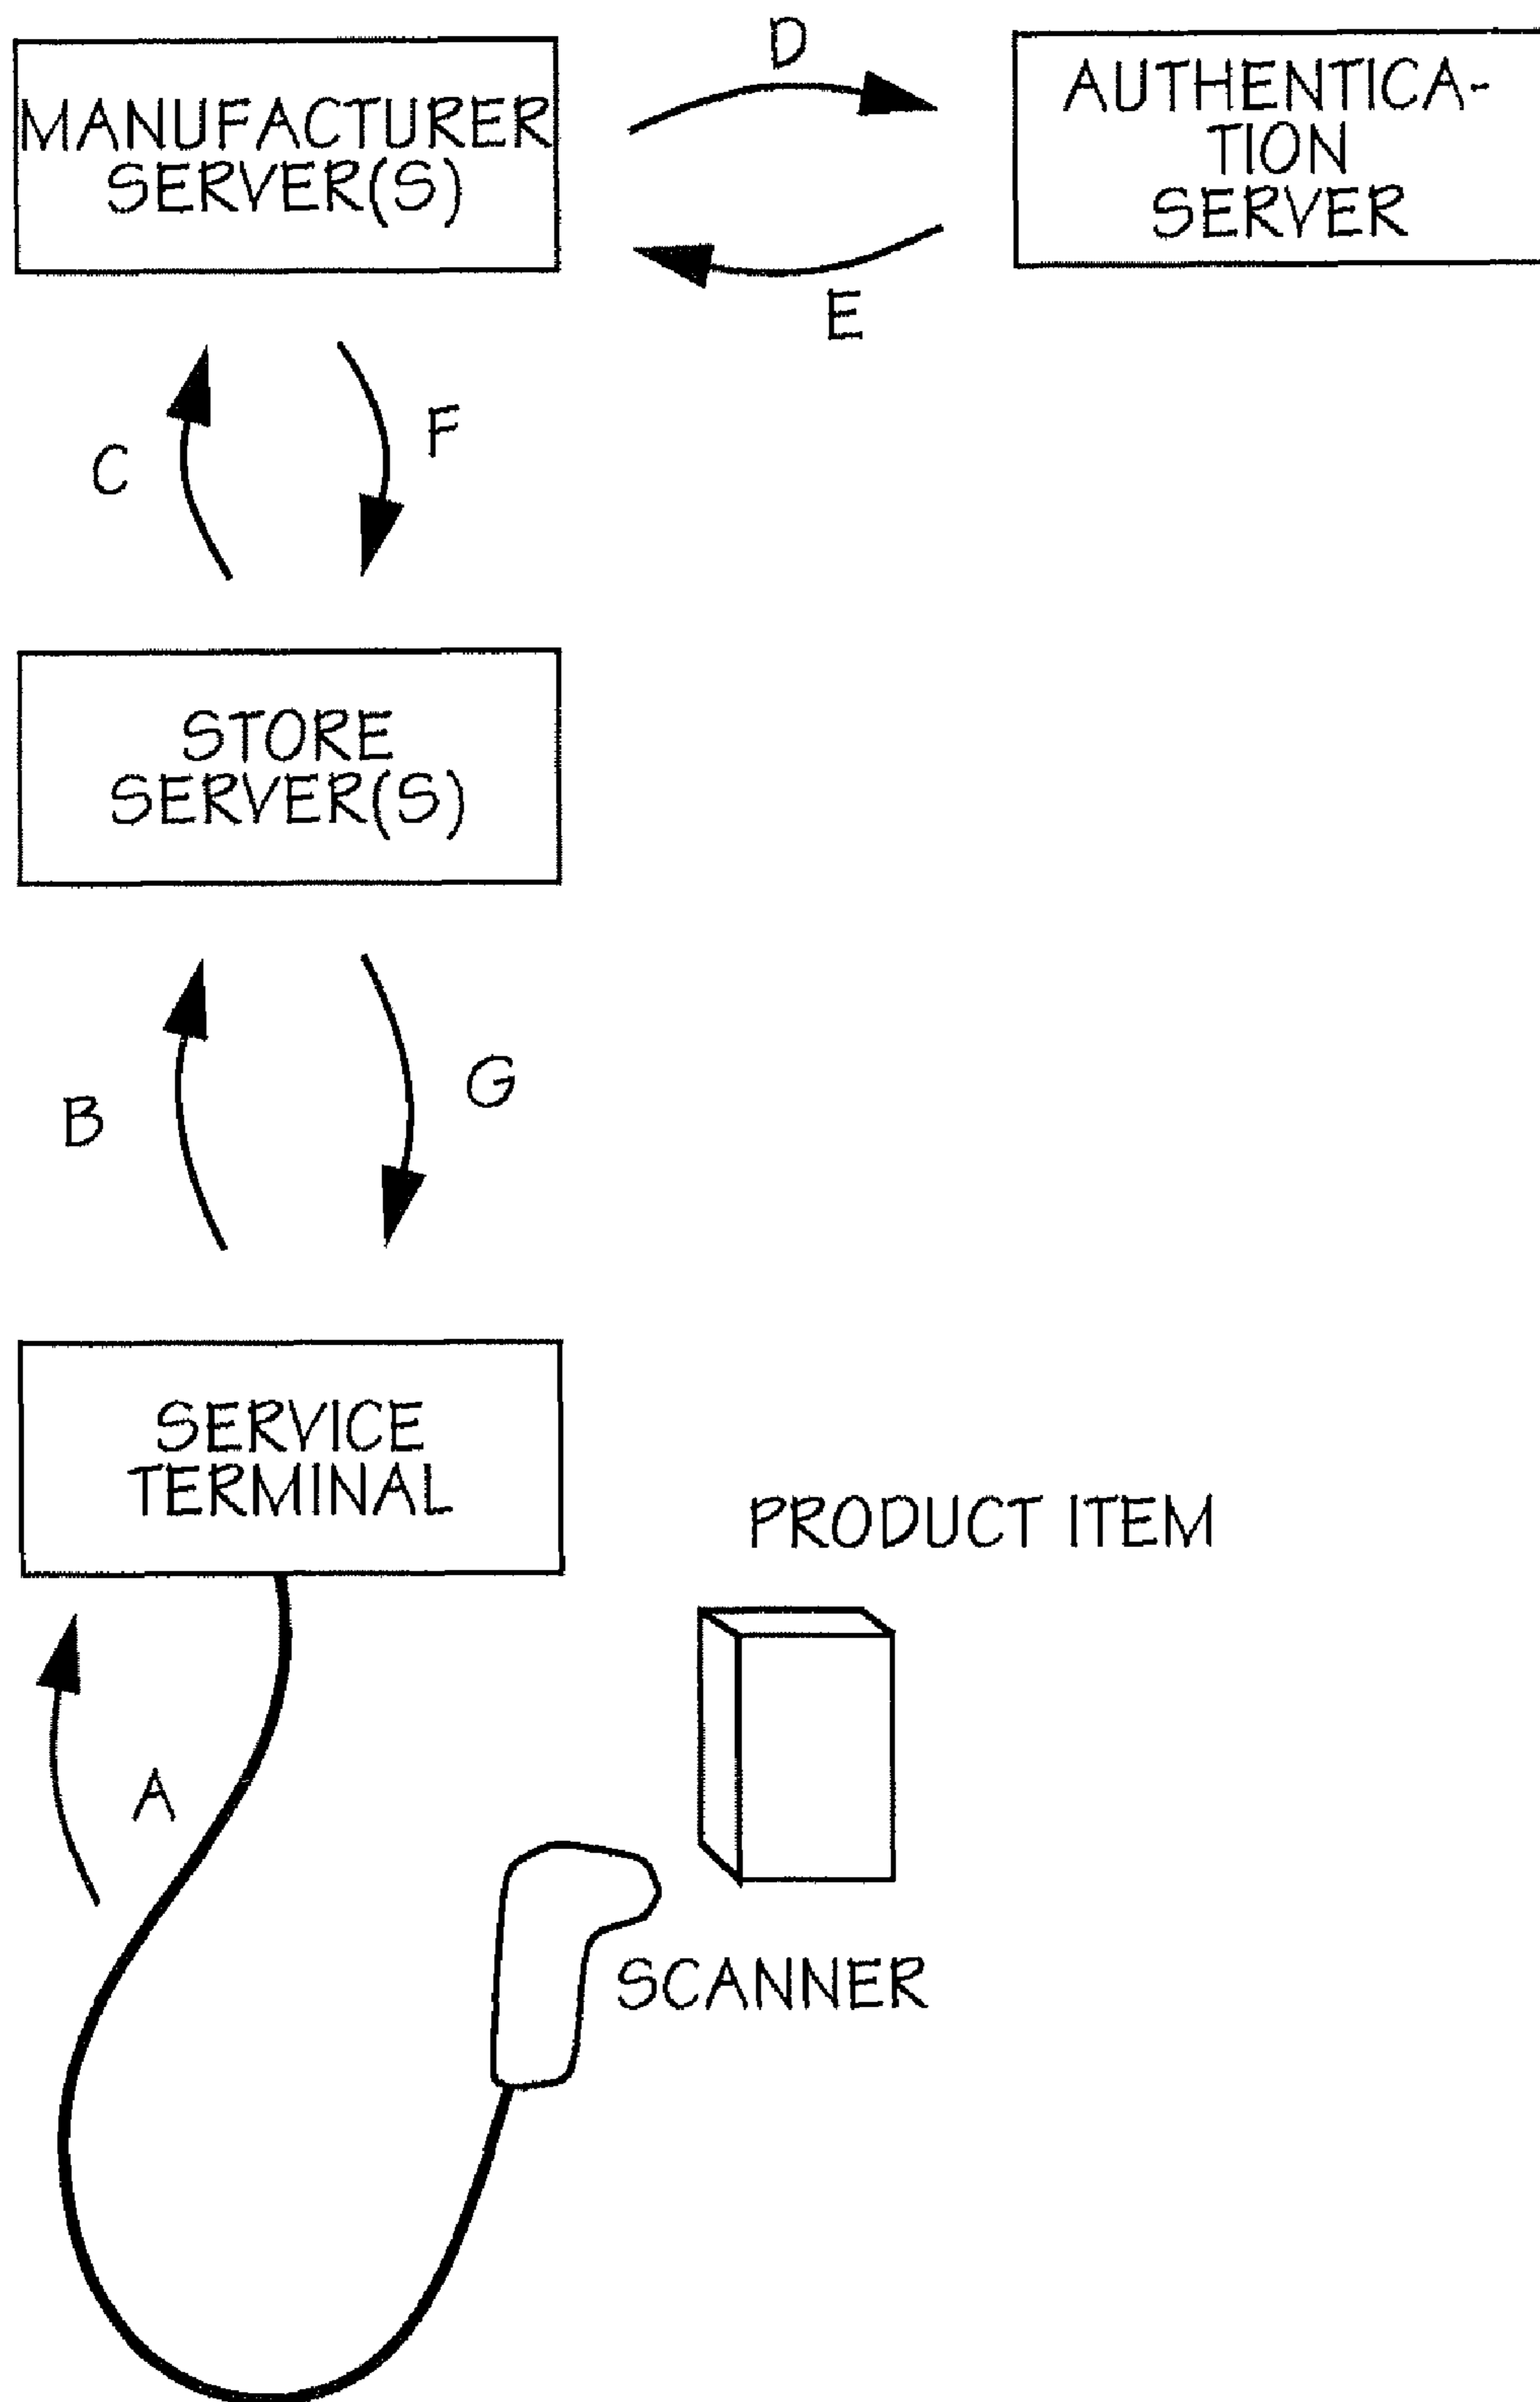 D
MANUFACTURER
SERVER(S)
AUTHENTICA-
TION
SERVER
E
C
F
STORE
SERVER(S)
B
G
SERVICE
TERMINAL
PRODUCT ITEM
A
SCANNER